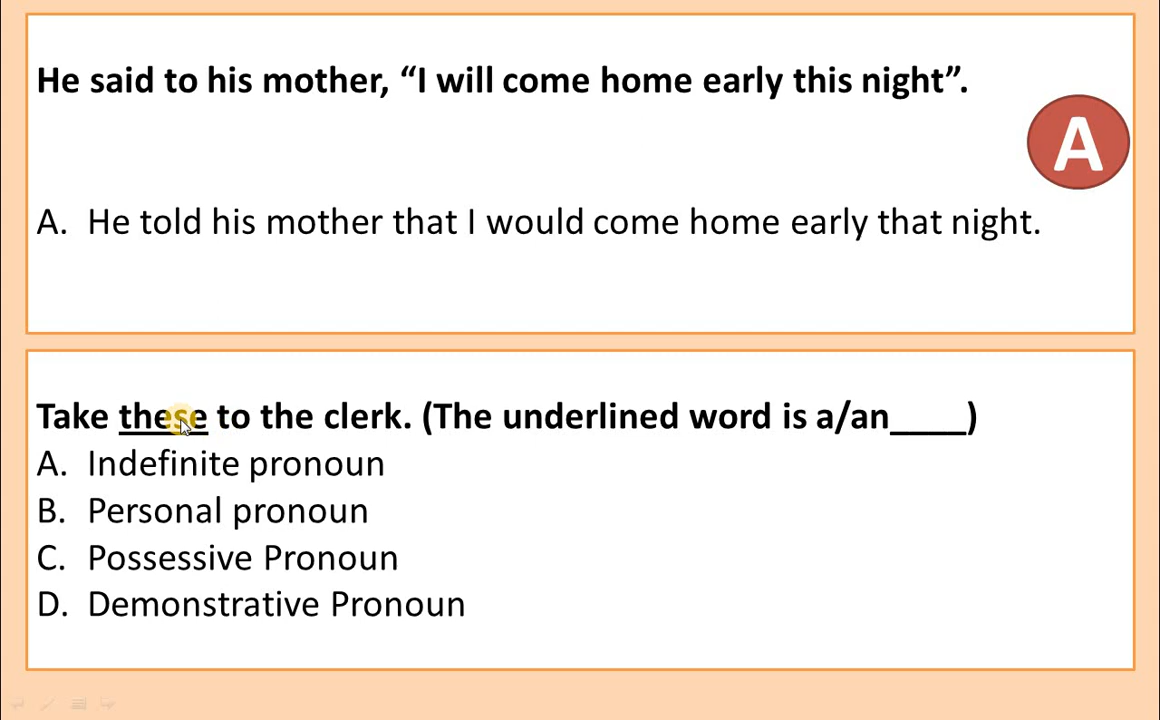 He said to his mother, “I will come home early this night”.
A
A. He told his mother that I would come home early that night.
Take these to the clerk. (The underlined word is a/an____)
A. Indefinite pronoun
B. Personal pronoun
C. Possessive Pronoun
D. Demonstrative Pronoun